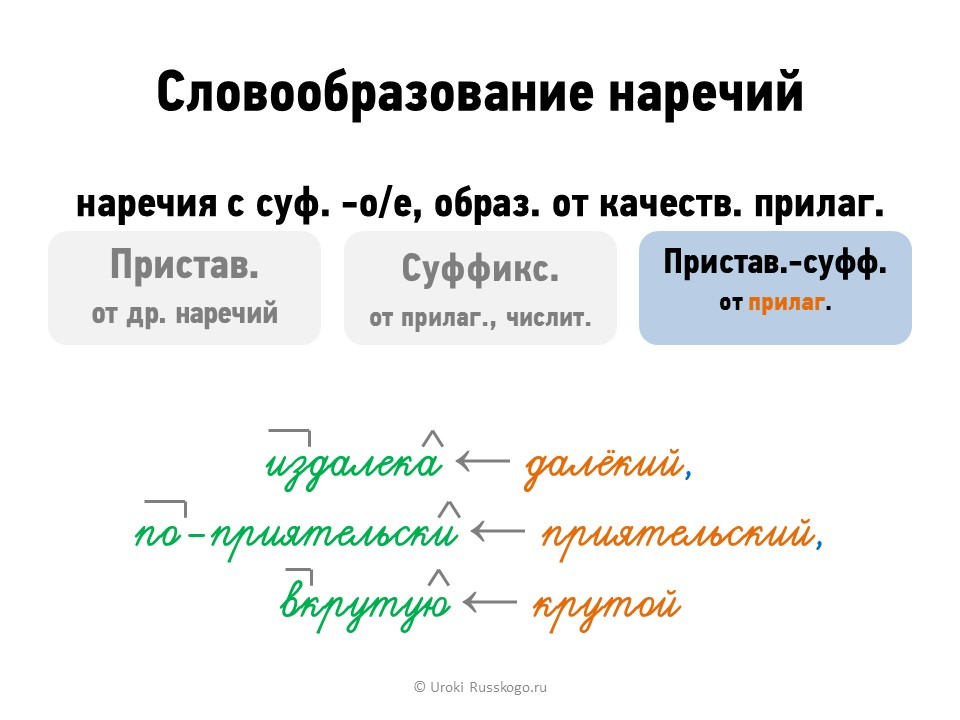 Словообразование наречий
наречия с суф. -о/е, образ. от качеств. прилаг.
Пристав.
от др. наречий
Суффикс.
от прилаг., числит.
Пристав.-суфф.
от прилаг.
издалека ← далёкий,
по-приятельски ← приятельский,
вкрутую ← крутой
© Uroki Russkogo.ru